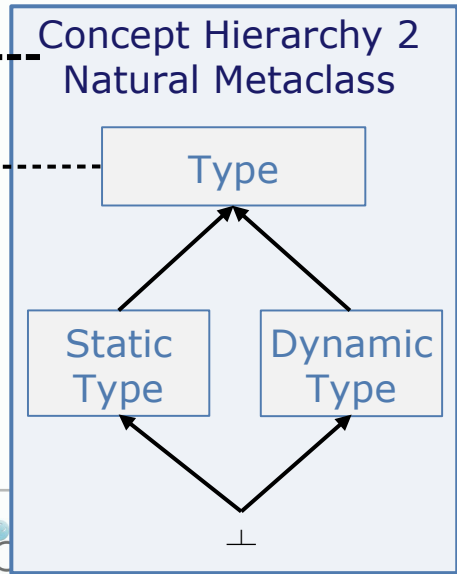 Concept Hierarchy 2
Natural Metaclass
Type
Static
Type
Dynamic
Type
⊥